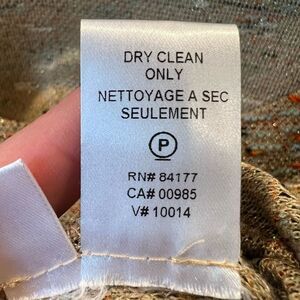 DRY CLEAN
ONLY
NETTOYAGE A SEC
SEULEMENT
P
RN# 84177
CA# 00985
V# 10014